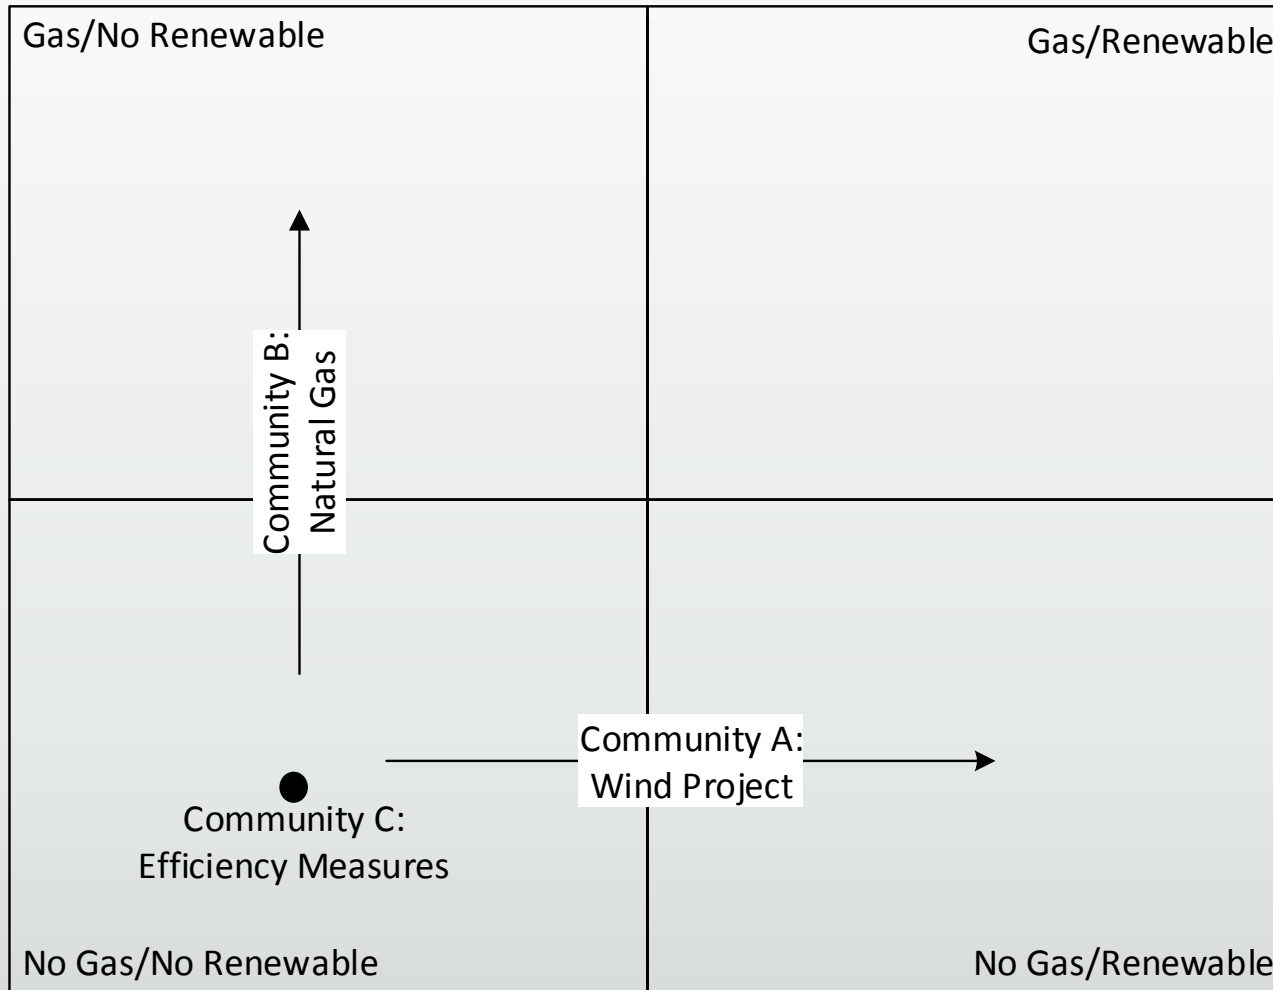 Gas/No Renewable
Gas/Renewable
Community B:
Natural Gas
Community A:
Wind Project
Community C:
Efficiency Measures
No Gas/No Renewable
No Gas/Renewable